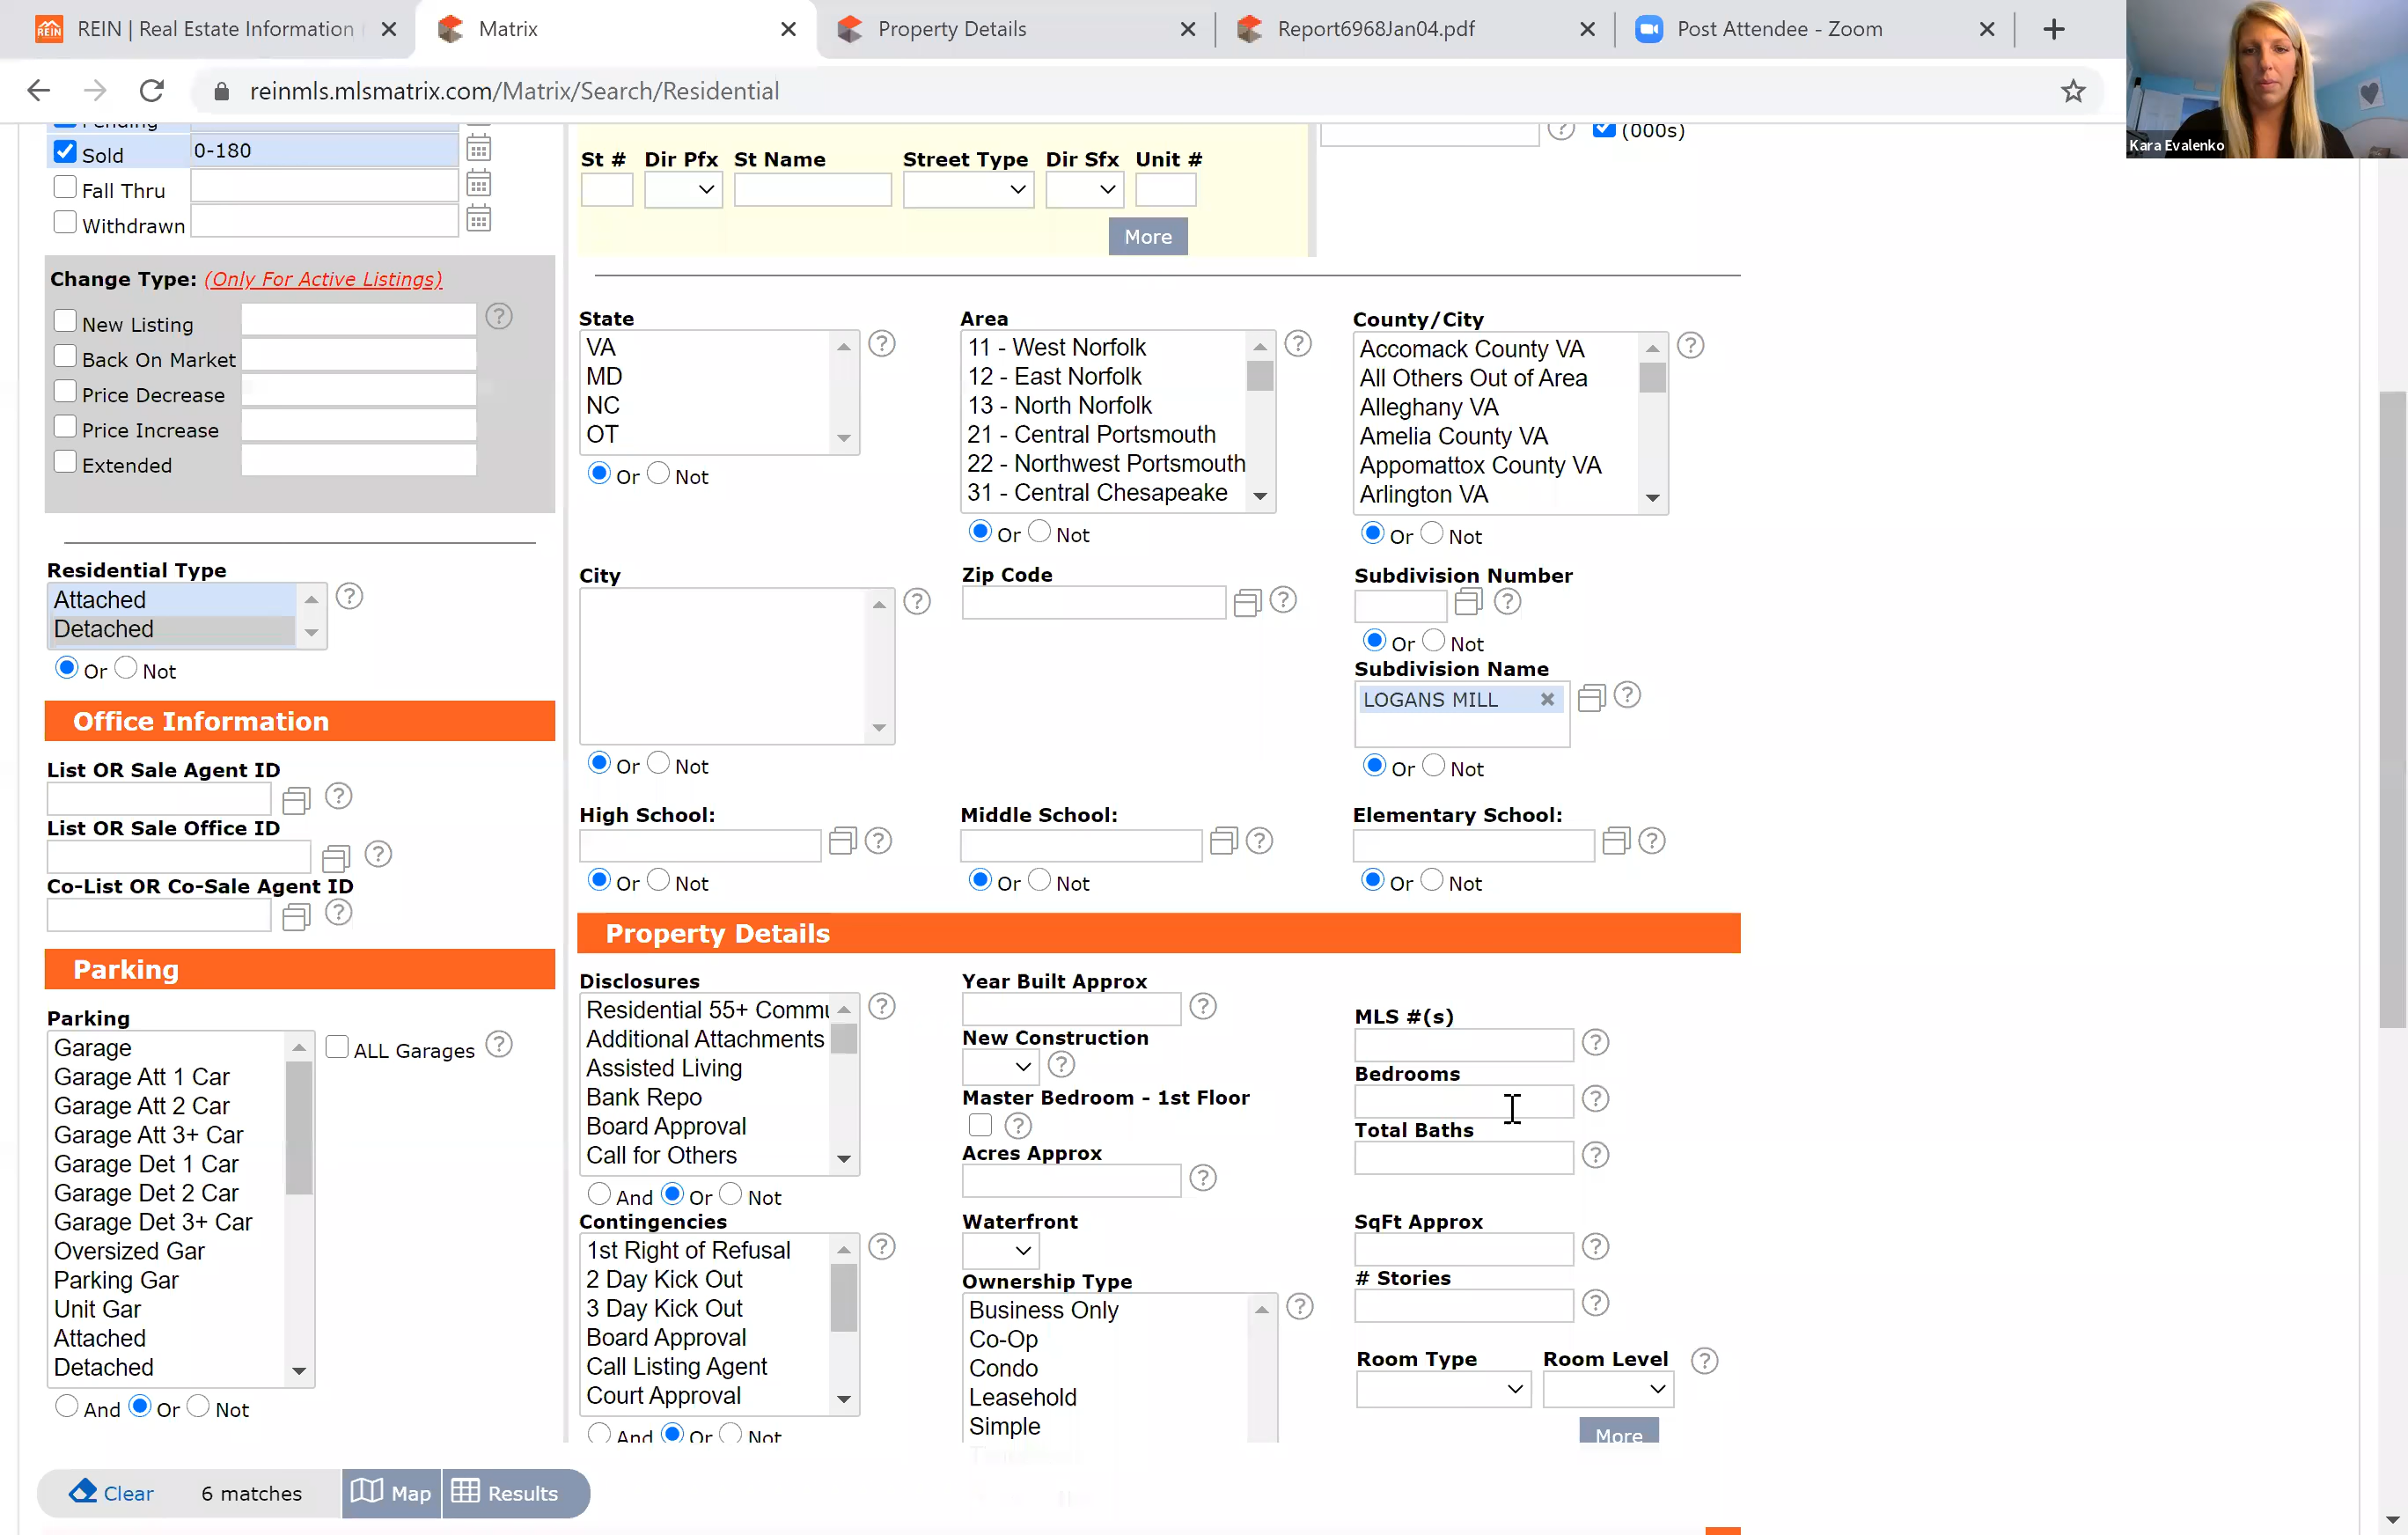 REIN | Real Estate Information
Matrix
Property Details
Report6968Jan04.pdf
Post Attendee - Zoom
reinmls.mlsmatrix.com/Matrix/Search/Residential
Kara Evalenko
Pending
Sold 0-180
Fall Thru
Withdrawn
(000s)
St # Dir Pfx St Name Street Type Dir Sfx Unit #
More
Change Type: (Only For Active Listings)
New Listing
Back On Market
Price Decrease
Price Increase
Extended
Residential Type
Attached
Detached
Or Not
Office Information
List OR Sale Agent ID
List OR Sale Office ID
Co-List OR Co-Sale Agent ID
Parking
Parking
Garage
ALL Garages
Garage Att 1 Car
Garage Att 2 Car
Garage Att 3+ Car
Garage Det 1 Car
Garage Det 2 Car
Garage Det 3+ Car
Oversized Gar
Parking Gar
Unit Gar
Attached
Detached
And Or Not
State
VA
MD
NC
OT
Or Not
Area
11 - West Norfolk
12 - East Norfolk
13 - North Norfolk
21 - Central Portsmouth
22 - Northwest Portsmouth
31 - Central Chesapeake
Or Not
County/City
Accomack County VA
All Others Out of Area
Alleghany VA
Amelia County VA
Appomattox County VA
Arlington VA
Or Not
City
Or Not
Zip Code
Subdivision Number
Or Not
Subdivision Name
LOGANS MILL
Or Not
High School:
Or Not
Middle School:
Or Not
Elementary School:
Or Not
Property Details
Disclosures
Residential 55+ Commu
Additional Attachments
Assisted Living
Bank Repo
Board Approval
Call for Others
And Or Not
Contingencies
1st Right of Refusal
2 Day Kick Out
3 Day Kick Out
Board Approval
Call Listing Agent
Court Approval
And Or Not
Year Built Approx
New Construction
Master Bedroom - 1st Floor
Acres Approx
Waterfront
Ownership Type
Business Only
Co-Op
Condo
Leasehold
Simple
MLS #(s)
Bedrooms
Total Baths
SqFt Approx
# Stories
Room Type Room Level
More
Clear 6 matches Map Results